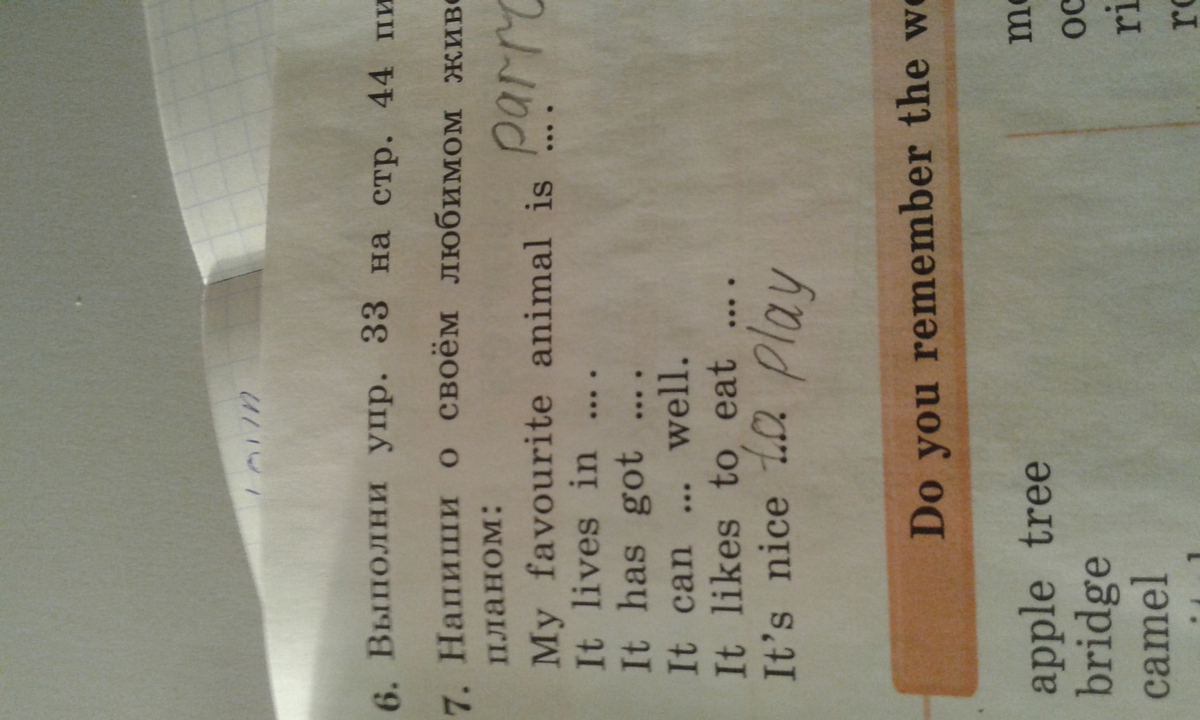 6. Выполни упр. 33 на стр. 44
7. Напиши о своём любимом
планом:
My favourite animal is ....
It lives in ....
It has got ....
It can ... well.
It likes to eat ....
It's nice .... to play
Do you remember the
apple tree
bridge
camel